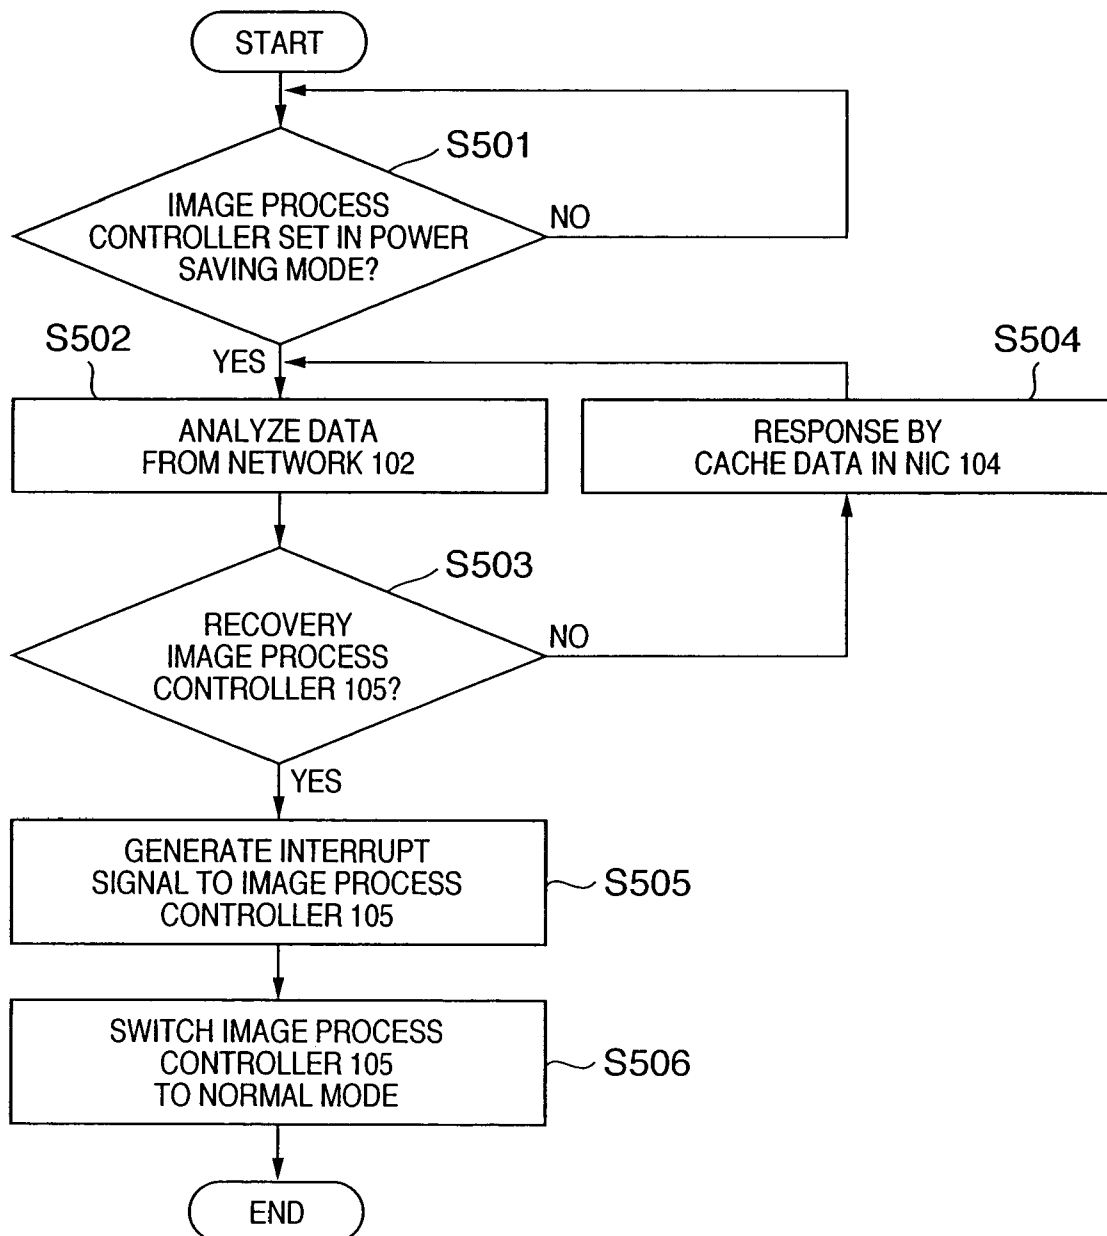 START
S501
IMAGE PROCESS
CONTROLLER SET IN POWER
SAVING MODE?
NO
YES
S502
ANALYZE DATA
FROM NETWORK 102
S504
RESPONSE BY
CACHE DATA IN NIC 104
S503
RECOVERY
IMAGE PROCESS
CONTROLLER 105?
NO
YES
GENERATE INTERRUPT
SIGNAL TO IMAGE PROCESS
CONTROLLER 105
S505
SWITCH IMAGE PROCESS
CONTROLLER 105
TO NORMAL MODE
S506
END